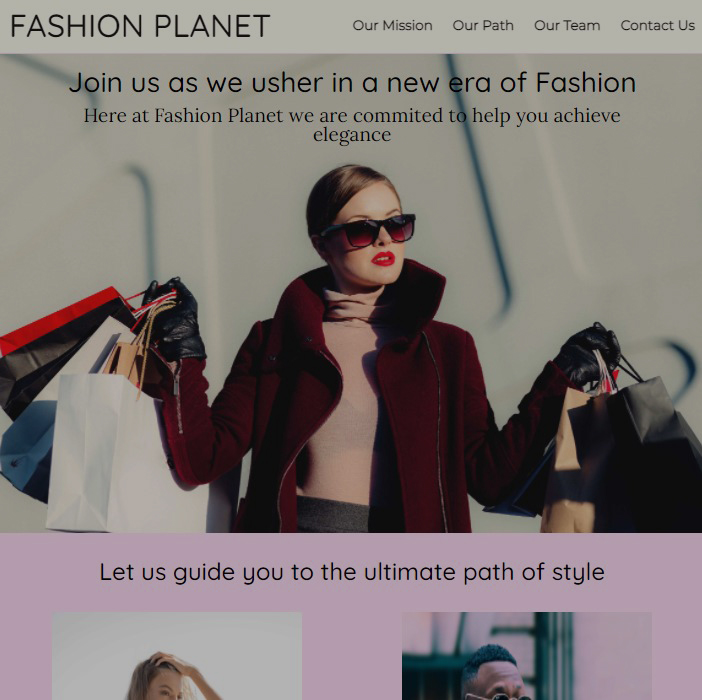 FASHION PLANET
Our Mission Our Path Our Team Contact Us
Join us as we usher in a new era of Fashion
Here at Fashion Planet we are commited to help you achieve
elegance
Let us guide you to the ultimate path of style